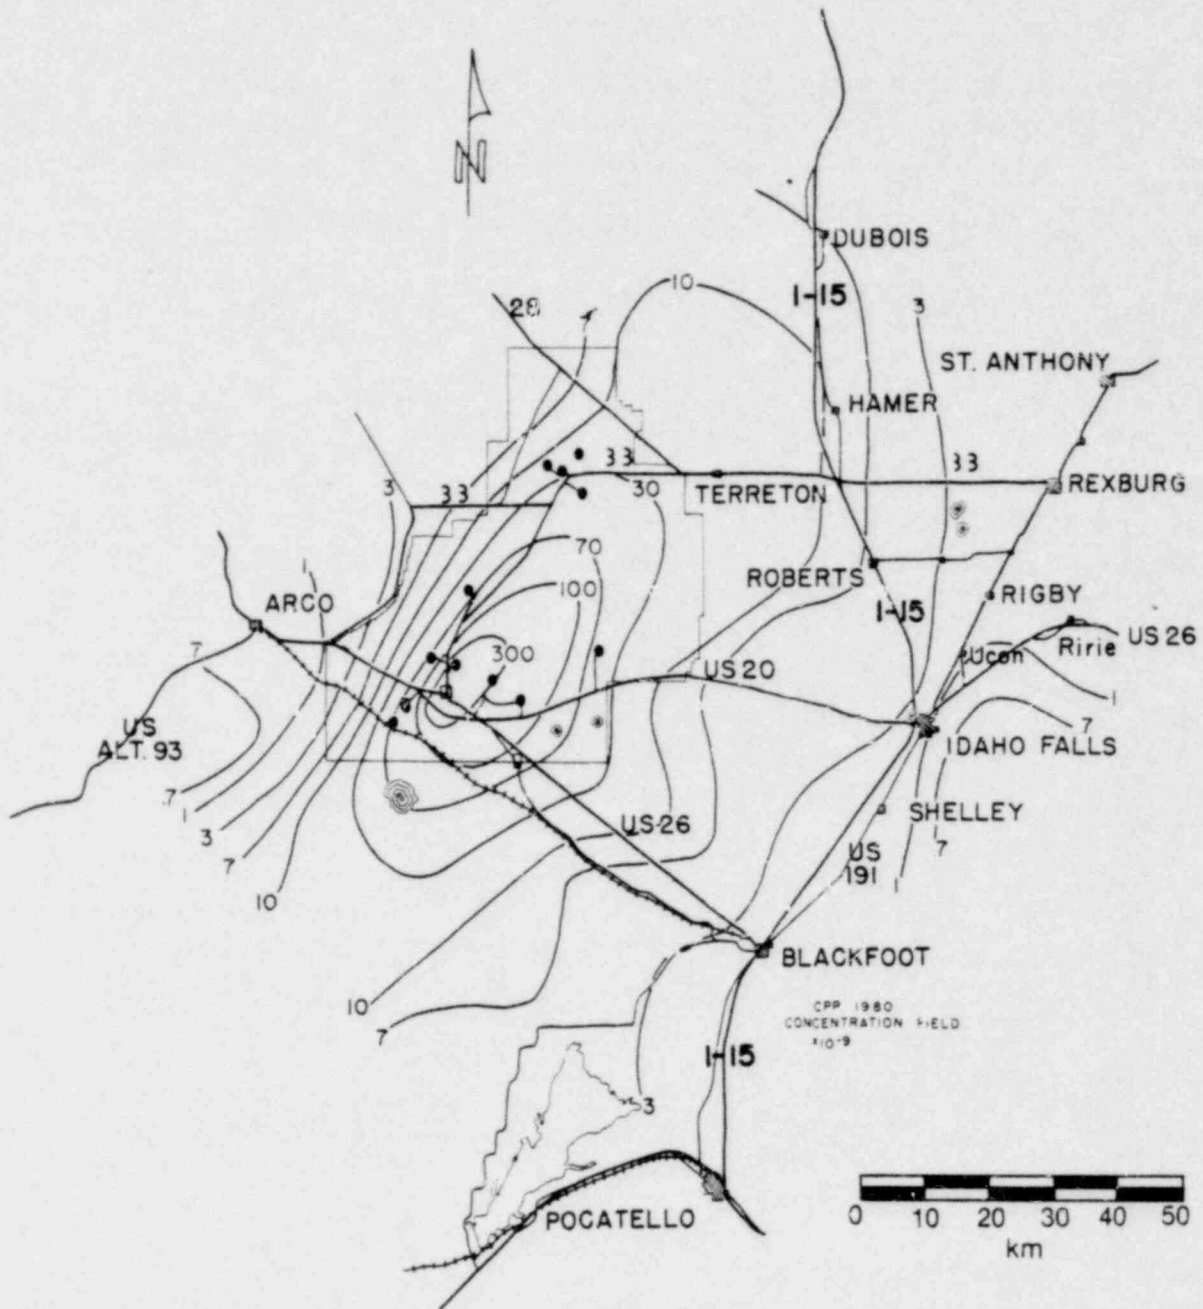 N
DUBOIS
10
I-15
28
3
ST. ANTHONY
HAMER
33
33
3
33
30
TERRETON
REXBURG
70
1
ROBERTS
100
ARCO
RIGBY
I-15
300
Ucon
Ririe
US 26
7
US 20
1
US
ALT. 93
7
IDAHO FALLS
7
1
SHELLEY
3
US 26
7
US
191
7
1
10
BLACKFOOT
10
CPP 1980
CONCENTRATION FIELD
x10-9
7
I-15
3
POCATELLO
0 10 20 30 40 50
km